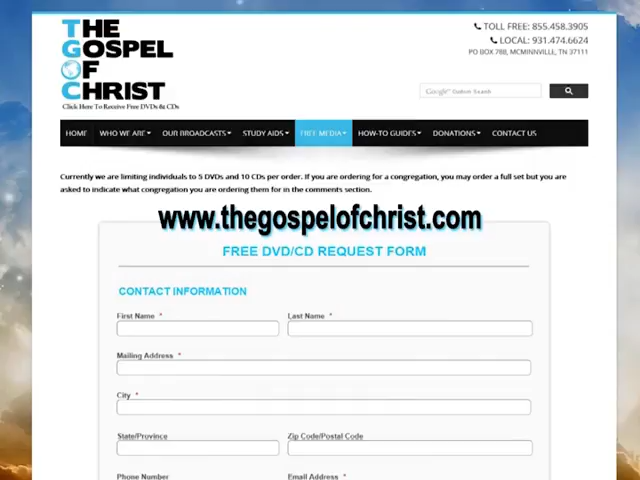 THE
GOSPEL
OF
CHRIST
Click Here To Receive Free DVDs & CDs
TOLL FREE: 855.458.3905
LOCAL: 931.474.6624
PO BOX 788, MCMINNVILLE, TN 37111
Google Custom Search
HOME WHO WE ARE OUR BROADCASTS STUDY AIDS FREE MEDIA HOW-TO GUIDES DONATIONS CONTACT US
Currently we are limiting individuals to 5 DVDs and 10 CDs per order. If you are ordering for a congregation, you may order a full set but you are
asked to indicate what congregation you are ordering them for in the comments section.
www.thegospelofchrist.com
FREE DVD/CD REQUEST FORM
CONTACT INFORMATION
First Name * Last Name *
Mailing Address *
City *
State/Province Zip Code/Postal Code
Phone Number Email Address *